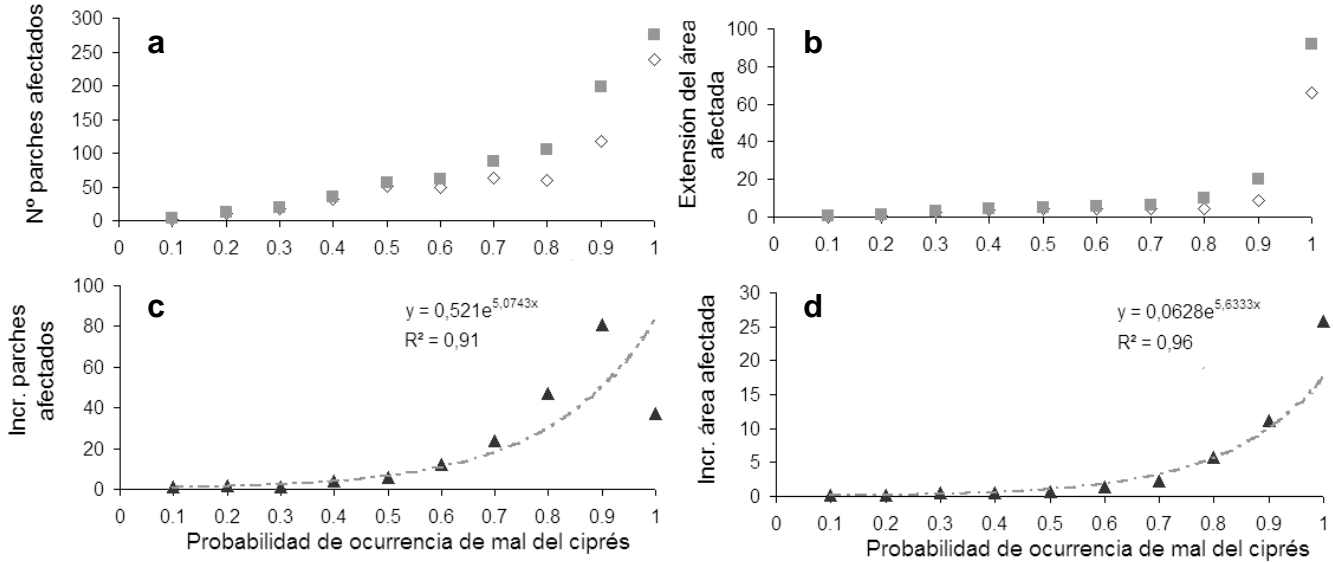 a
Nº parches afectados
300
250
200
150
100
50
0
0 0.1 0.2 0.3 0.4 0.5 0.6 0.7 0.8 0.9 1
b
Extensión del área
afectada
100
80
60
40
20
0
0 0.1 0.2 0.3 0.4 0.5 0.6 0.7 0.8 0.9 1
c
Incr. parches
afectados
100
80
60
40
20
0
y = 0,521e^5,0743x
R² = 0,91
0 0.1 0.2 0.3 0.4 0.5 0.6 0.7 0.8 0.9 1
Probabilidad de ocurrencia de mal del ciprés
d
Incr. área afectada
30
25
20
15
10
5
0
y = 0,0628e^5,6333x
R² = 0,96
0 0.1 0.2 0.3 0.4 0.5 0.6 0.7 0.8 0.9 1
Probabilidad de ocurrencia de mal del ciprés